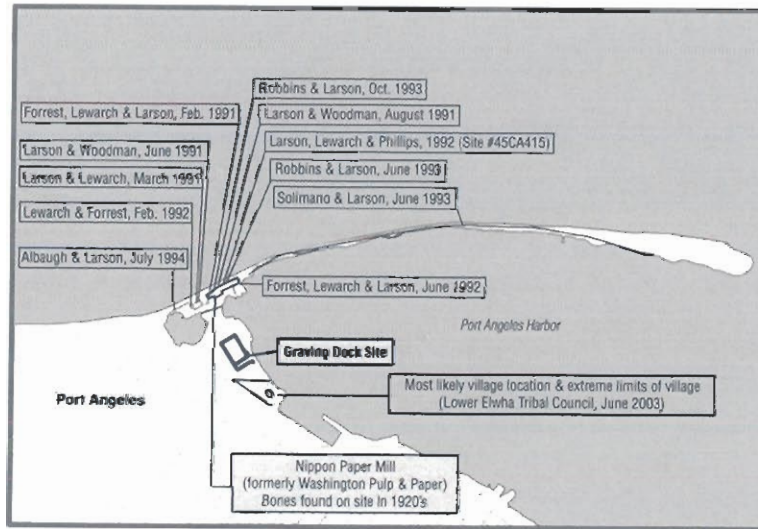 Robbins & Larson, Oct. 1993
Forrest, Lewarch & Larson, Feb. 1991
Larson & Woodman, August 1991
Larson, Lewarch & Phillips, 1992 (Site #45CA415)
Larson & Woodman, June 1991
Robbins & Larson, June 1993
Larson & Lewarch, March 1991
Solimano & Larson, June 1993
Lewarch & Forrest, Feb. 1992
Albaugh & Larson, July 1994
Forrest, Lewarch & Larson, June 1992
Port Angeles Harbor
Graving Dock Site
Most likely village location & extreme limits of village
(Lower Elwha Tribal Council, June 2003)
Port Angeles
Nippon Paper Mill
(formerly Washington Pulp & Paper)
Bones found on site in 1920's